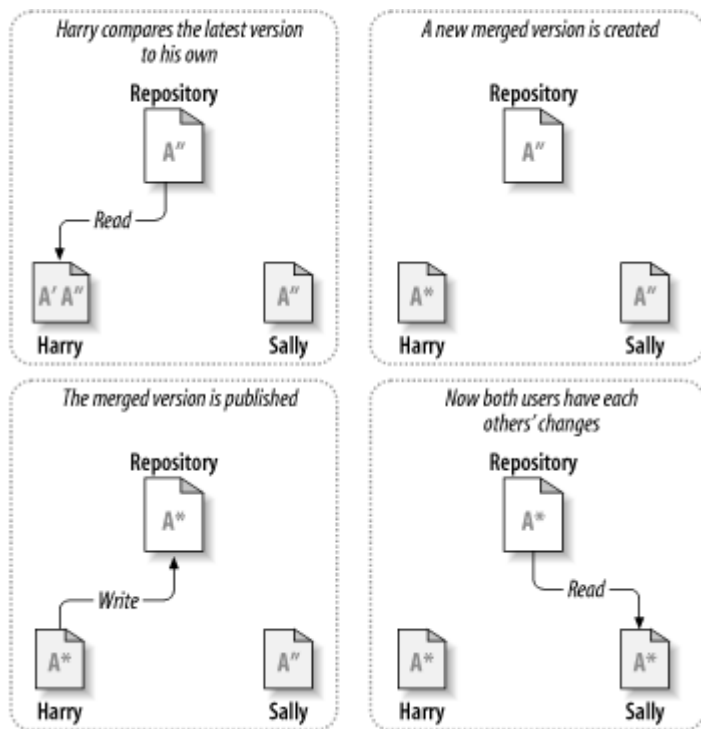 Harry compares the latest version
to his own
Repository
A″
Read
A′ A″
A″
Harry
Sally
A new merged version is created
Repository
A″
A*
A″
Harry
Sally
The merged version is published
Repository
A*
Write
A*
A″
Harry
Sally
Now both users have each
others’ changes
Repository
A*
Read
A*
A*
Harry
Sally